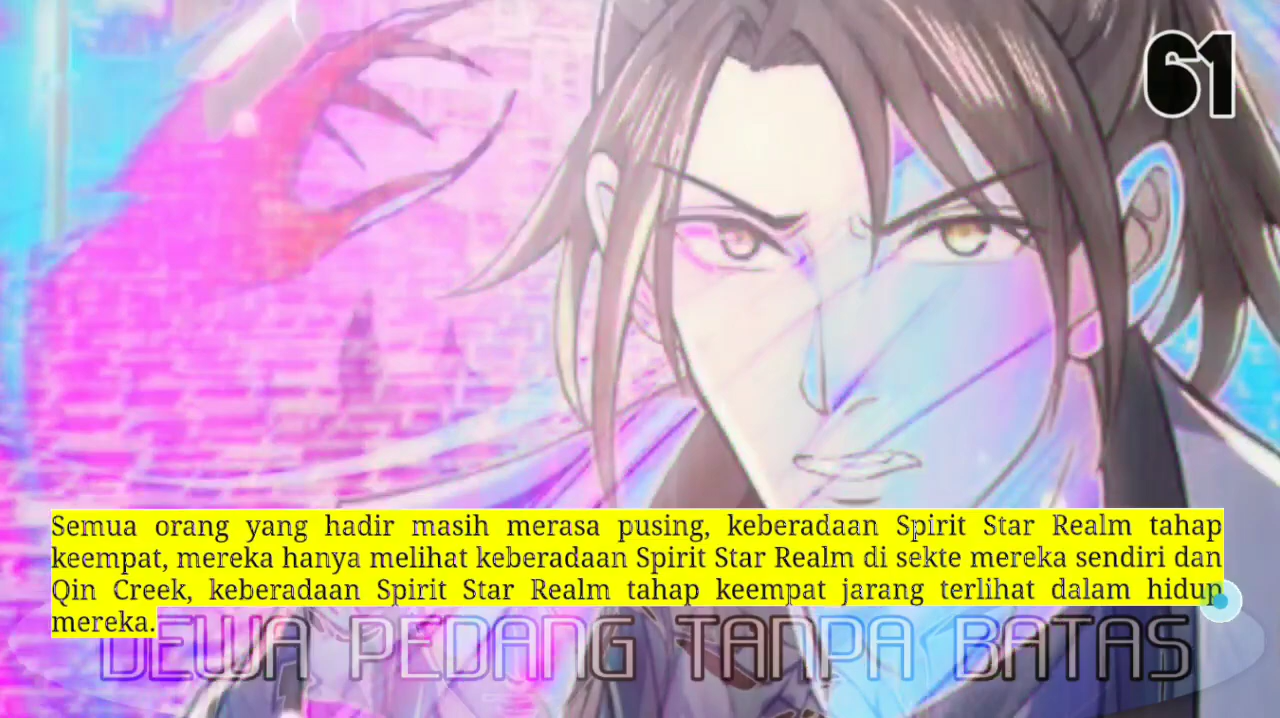 61
Semua orang yang hadir masih merasa pusing, keberadaan Spirit Star Realm tahap
keempat, mereka hanya melihat keberadaan Spirit Star Realm di sekte mereka sendiri dan
Qin Creek, keberadaan Spirit Star Realm tahap keempat jarang terlihat dalam hidup
mereka.
DEWA PEDANG TANPA BATAS